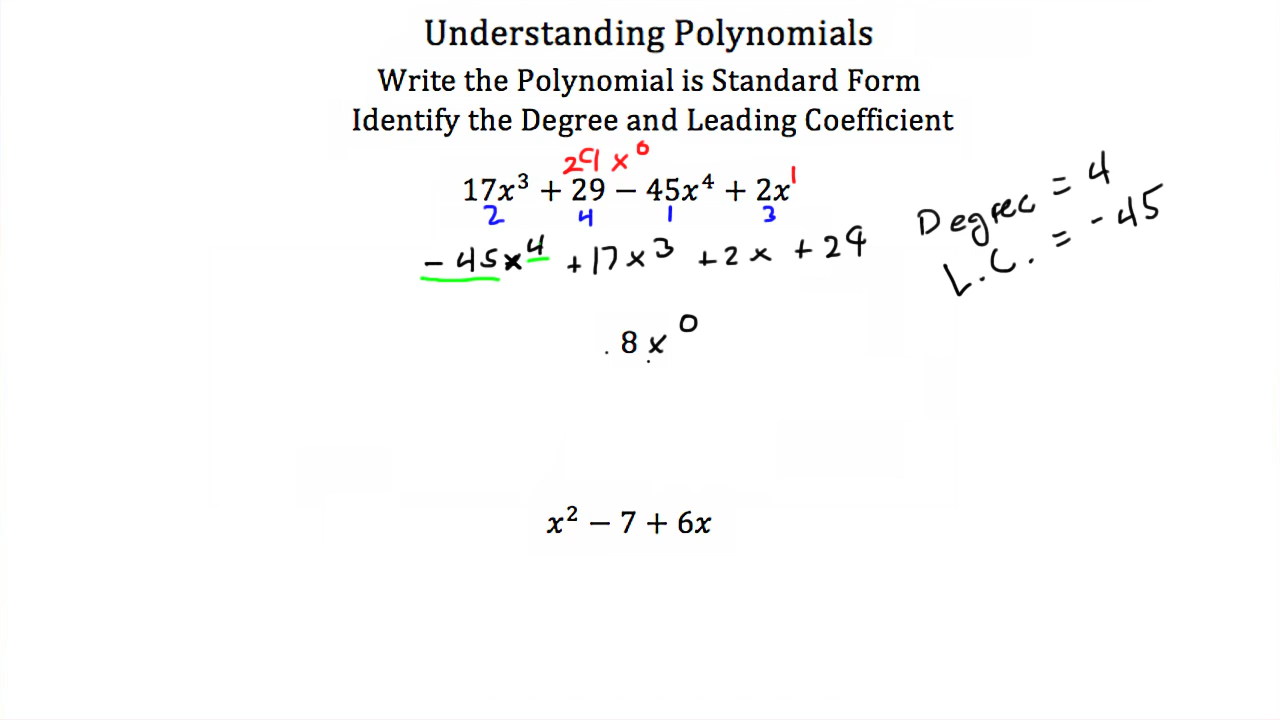 Understanding Polynomials
Write the Polynomial is Standard Form
Identify the Degree and Leading Coefficient
29 x⁰
17x³ + 29 − 45x⁴ + 2x¹
2 4 1 3
− 45x⁴ + 17x³ + 2x + 29
Degree = 4
L.C. = -45
8x⁰
x² − 7 + 6x